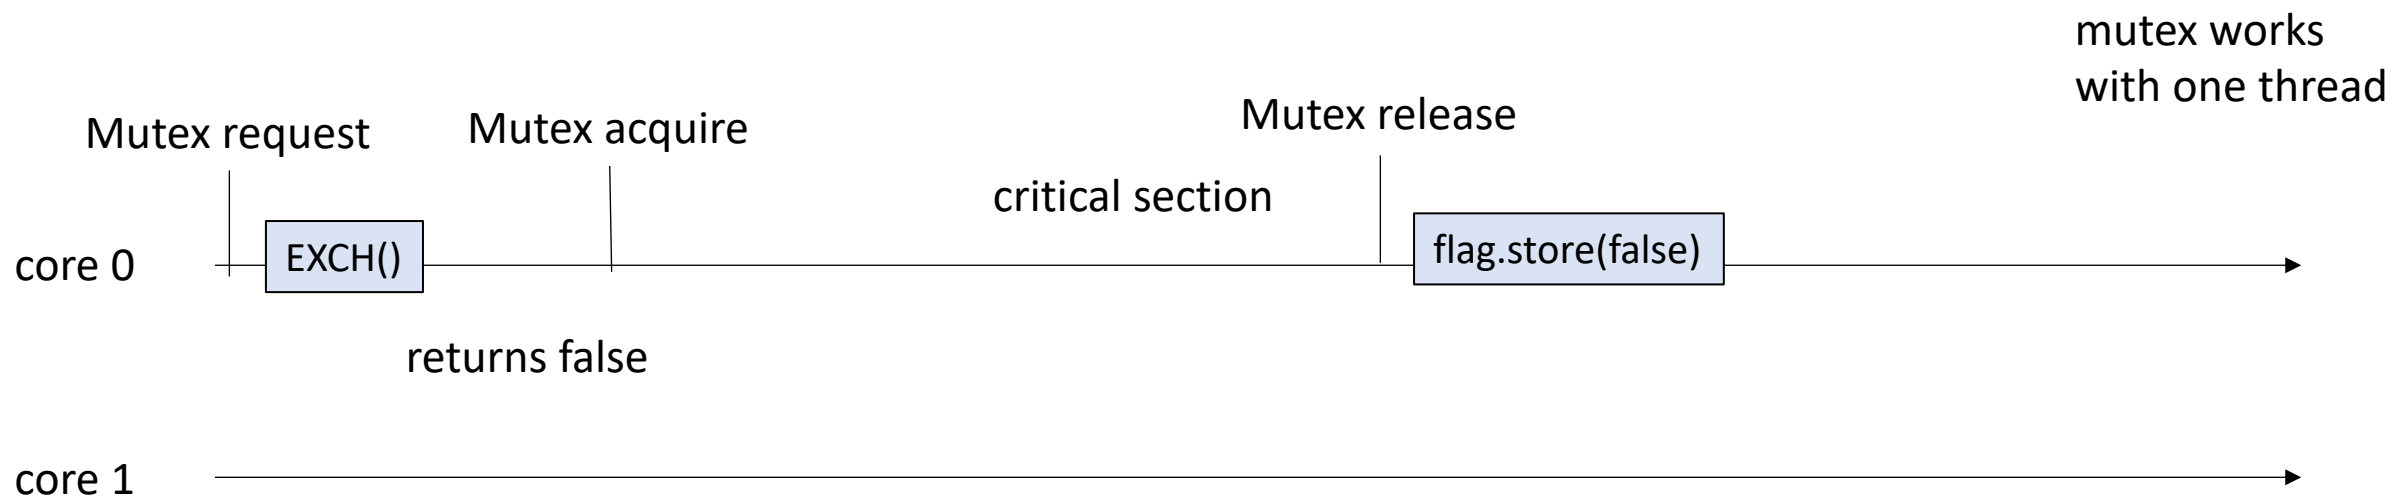 mutex works
with one thread
Mutex request
Mutex acquire
Mutex release
critical section
core 0
EXCH()
flag.store(false)
returns false
core 1